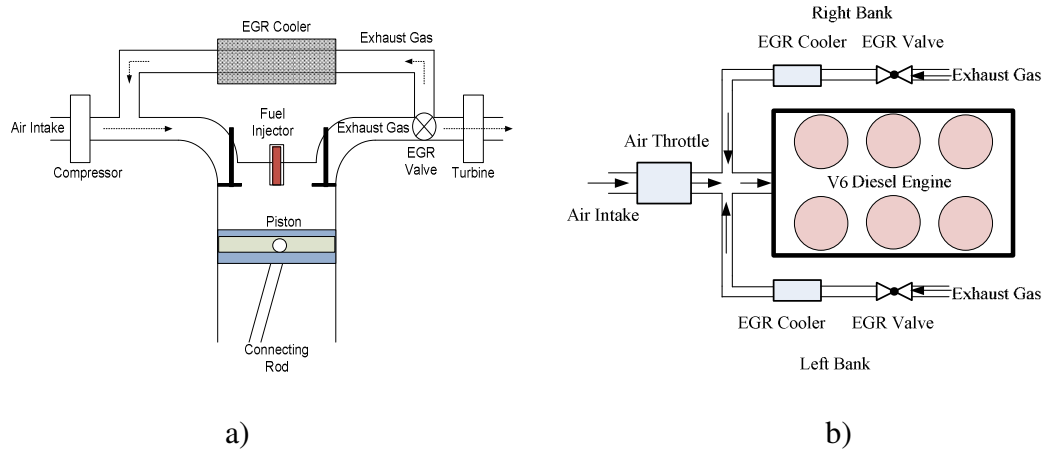 EGR Cooler
Exhaust Gas
Air Intake
Compressor
Fuel
Injector
Exhaust Gas
EGR
Valve
Turbine
Piston
Connecting
Rod
a)
Right Bank
EGR Cooler
EGR Valve
Exhaust Gas
Air Throttle
Air Intake
V6 Diesel Engine
Exhaust Gas
EGR Cooler
EGR Valve
Left Bank
b)